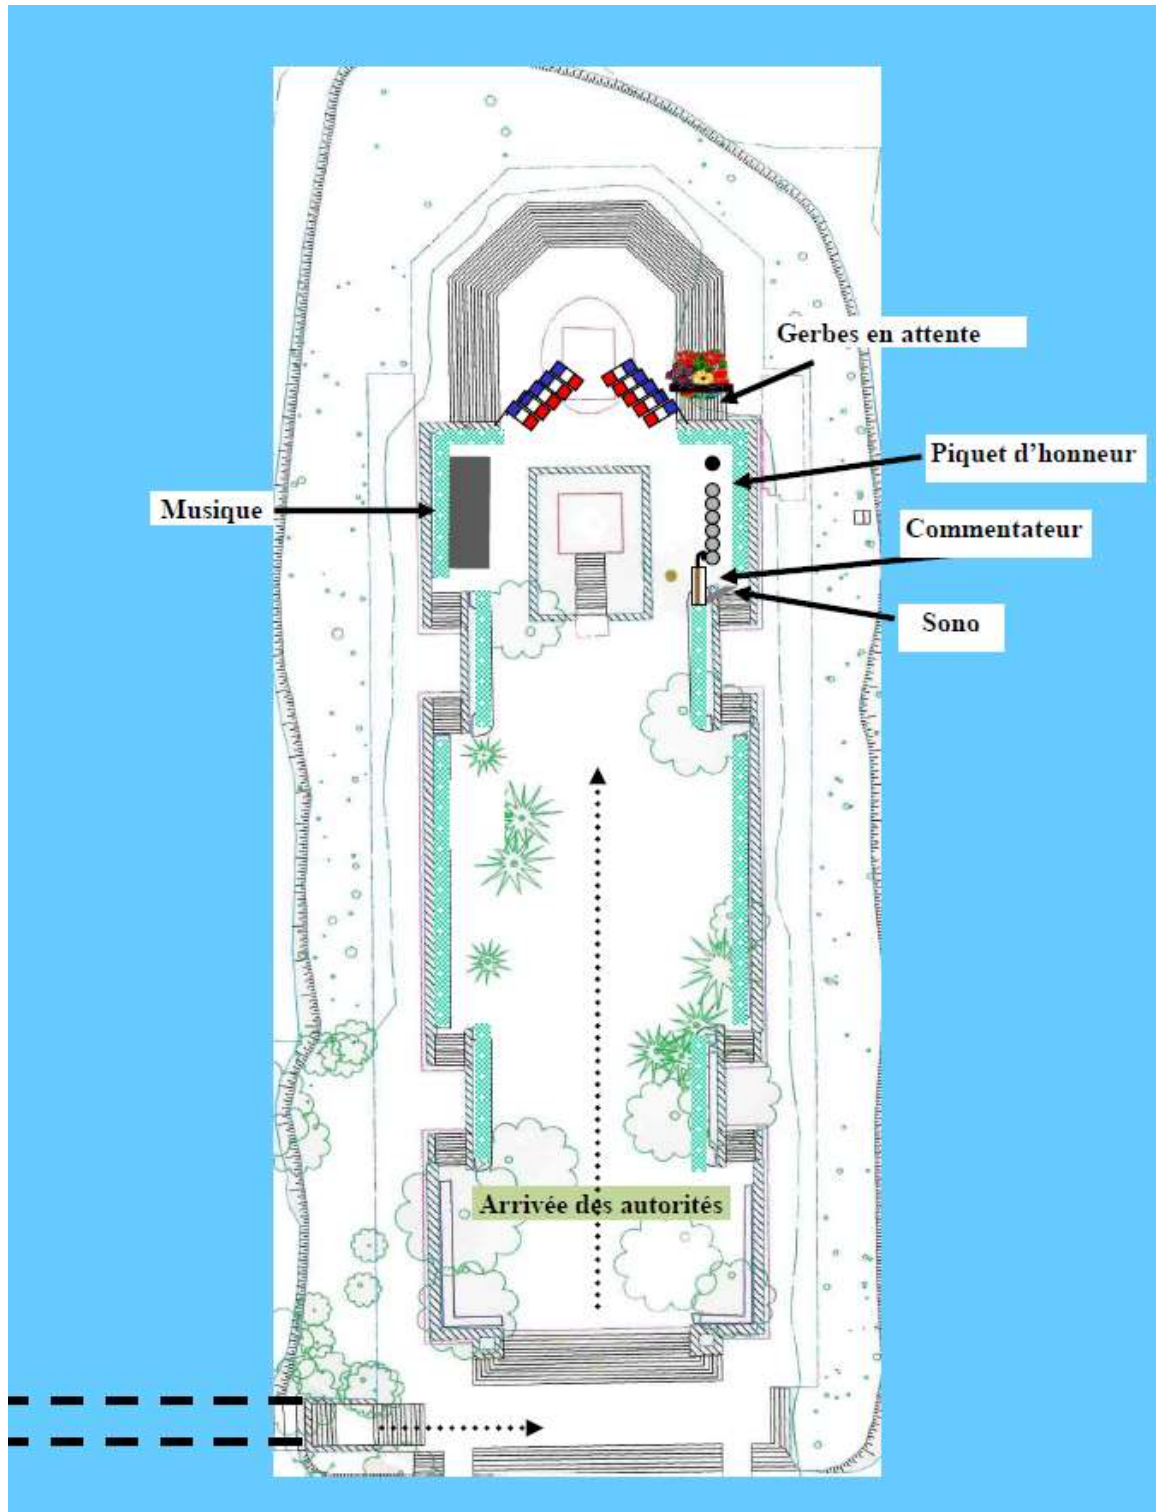 Gerbes en attente
Piquet d’honneur
Musique
Commentateur
Sono
Arrivée des autorités